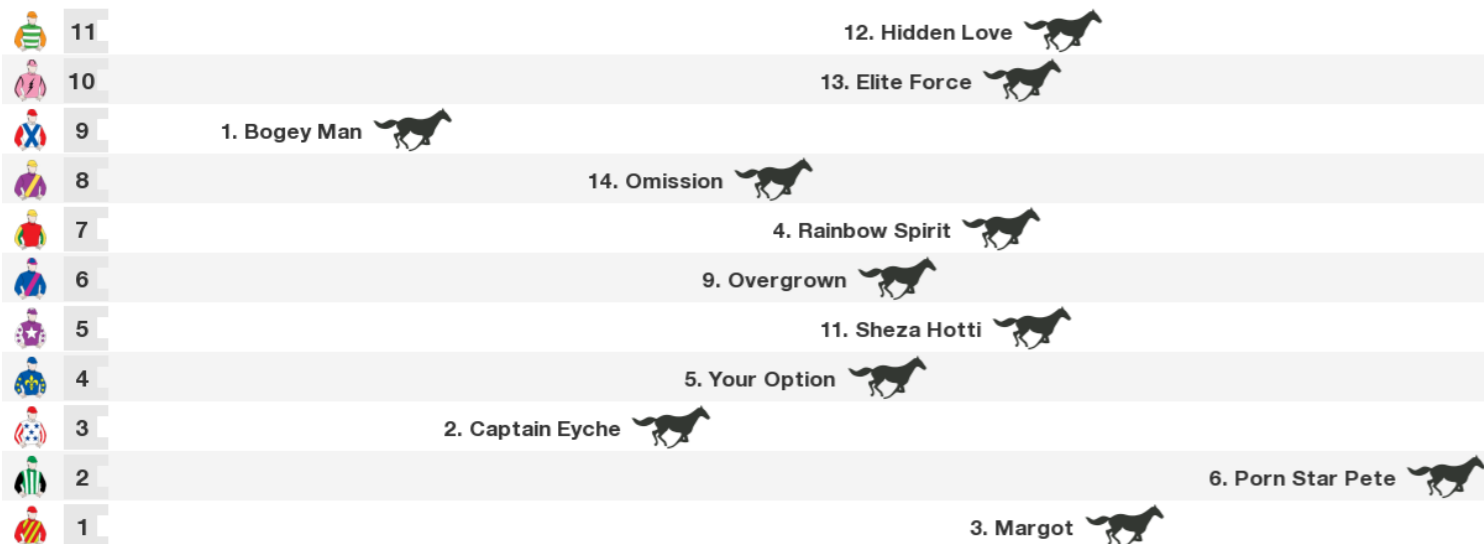 11 12. Hidden Love
10 13. Elite Force
9 1. Bogey Man
8 14. Omission
7 4. Rainbow Spirit
6 9. Overgrown
5 11. Sheza Hotti
4 5. Your Option
3 2. Captain Eyche
2 6. Porn Star Pete
1 3. Margot